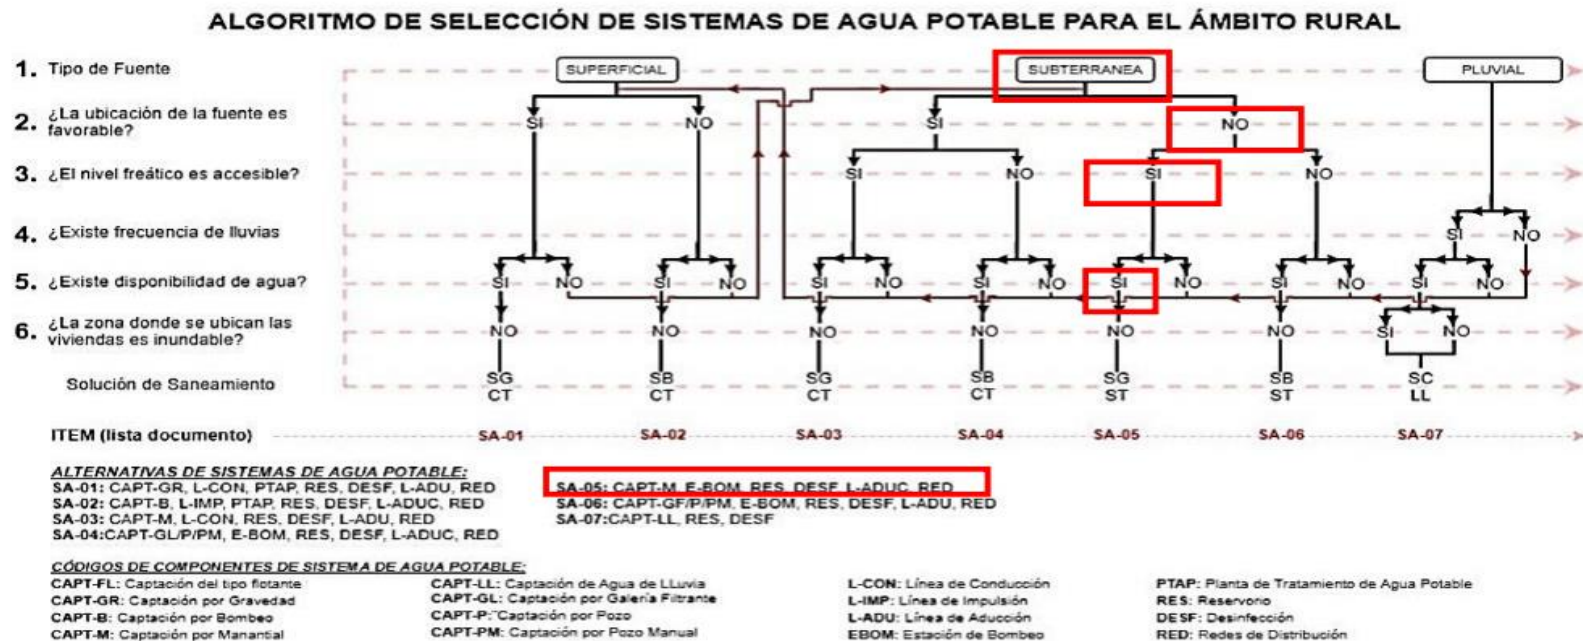 ALGORITMO DE SELECCIÓN DE SISTEMAS DE AGUA POTABLE PARA EL ÁMBITO RURAL
1. Tipo de Fuente SUPERFICIAL SUBTERRANEA PLUVIAL
2. ¿La ubicación de la fuente es favorable? SI NO SI NO
3. ¿El nivel freático es accesible? SI NO SI NO
4. ¿Existe frecuencia de lluvias SI NO
5. ¿Existe disponibilidad de agua? SI NO SI NO SI NO SI NO SI NO SI NO SI NO
6. ¿La zona donde se ubican las viviendas es inundable? NO NO NO NO NO NO SI NO
Solución de Saneamiento SG SB SG SB SG SB SC
CT CT CT CT ST ST LL
ITEM (lista documento) SA-01 SA-02 SA-03 SA-04 SA-05 SA-06 SA-07
ALTERNATIVAS DE SISTEMAS DE AGUA POTABLE:
SA-01: CAPT-GR, L-CON, PTAP, RES, DESF, L-ADU, RED
SA-02: CAPT-B, L-IMP, PTAP, RES, DESF, L-ADUC, RED
SA-03: CAPT-M, L-CON, RES, DESF, L-ADU, RED
SA-04:CAPT-GL/P/PM, E-BOM, RES, DESF, L-ADUC, RED
SA-05: CAPT-M, E-BOM, RES, DESF, L-ADUC, RED
SA-06: CAPT-GF/P/PM, E-BOM, RES, DESF, L-ADU, RED
SA-07:CAPT-LL, RES, DESF
CÓDIGOS DE COMPONENTES DE SISTEMA DE AGUA POTABLE:
CAPT-FL: Captación del tipo flotante
CAPT-GR: Captación por Gravedad
CAPT-B: Captación por Bombeo
CAPT-M: Captación por Manantial
CAPT-LL: Captación de Agua de LLuvia
CAPT-GL: Captación por Galería Filtrante
CAPT-P: Captación por Pozo
CAPT-PM: Captación por Pozo Manual
L-CON: Línea de Conducción
L-IMP: Línea de Impulsión
L-ADU: Línea de Aducción
EBOM: Estación de Bombeo
PTAP: Planta de Tratamiento de Agua Potable
RES: Reservorio
DESF: Desinfección
RED: Redes de Distribución